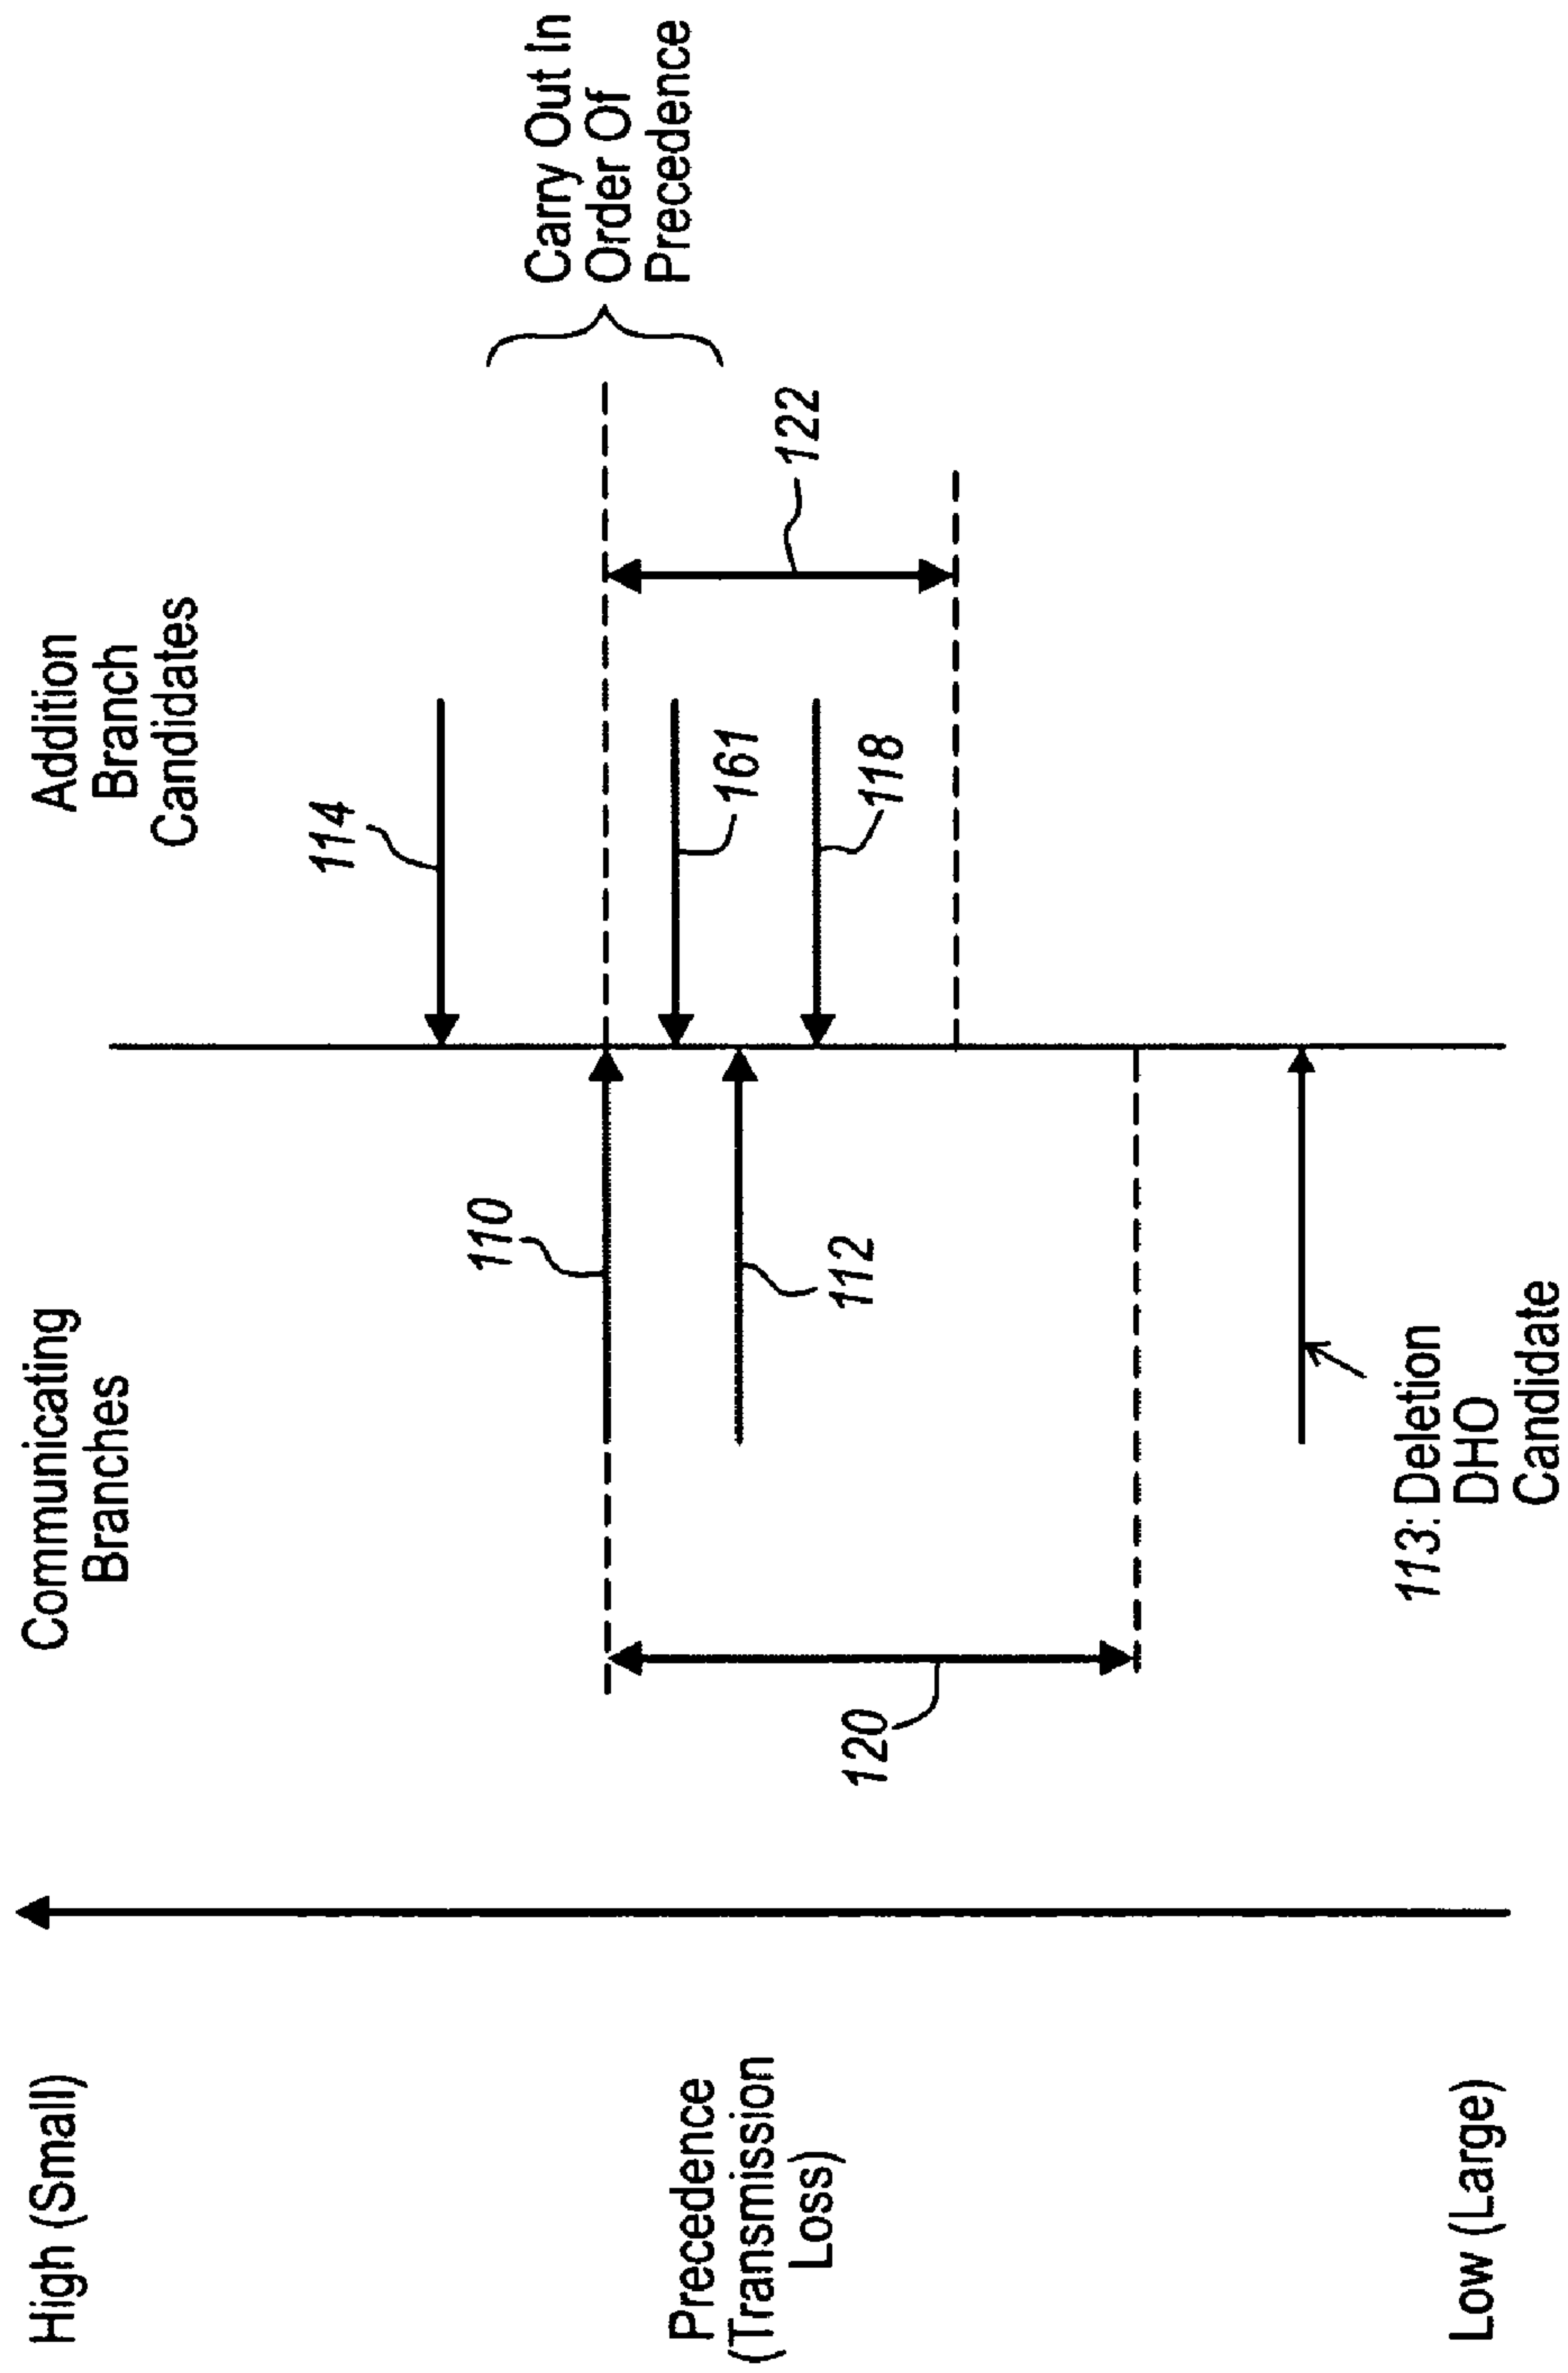 High (Small)
Precedence
(Transmission
Loss)
Low (Large)
Communicating
Branches
110
112
120
113: Deletion
DHO
Candidate
Addition
Branch
Candidates
114
161
118
122
Carry Out In
Order Of
Precedence